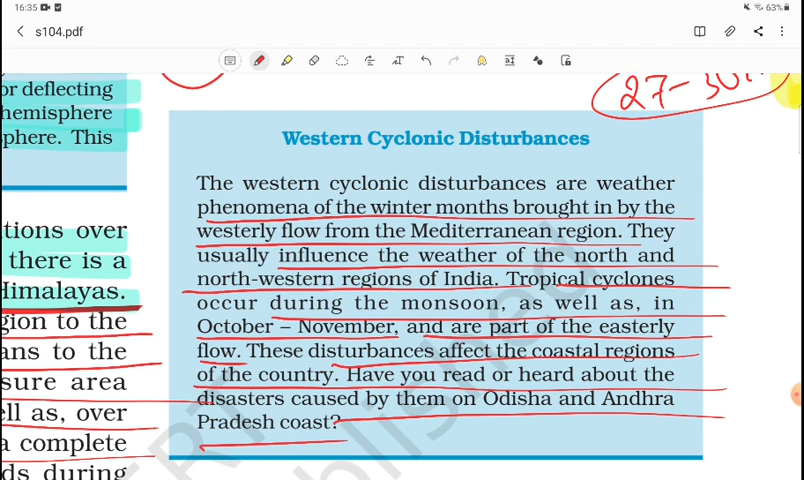 16:35
63%
s104.pdf
27-30
or deflecting
hemisphere
sphere. This
tions over
there is a
Himalayas.
gion to the
ans to the
sure area
ell as, over
a complete
ds during
Western Cyclonic Disturbances
The western cyclonic disturbances are weather
phenomena of the winter months brought in by the
westerly flow from the Mediterranean region. They
usually influence the weather of the north and
north-western regions of India. Tropical cyclones
occur during the monsoon as well as, in
October – November, and are part of the easterly
flow. These disturbances affect the coastal regions
of the country. Have you read or heard about the
disasters caused by them on Odisha and Andhra
Pradesh coast?